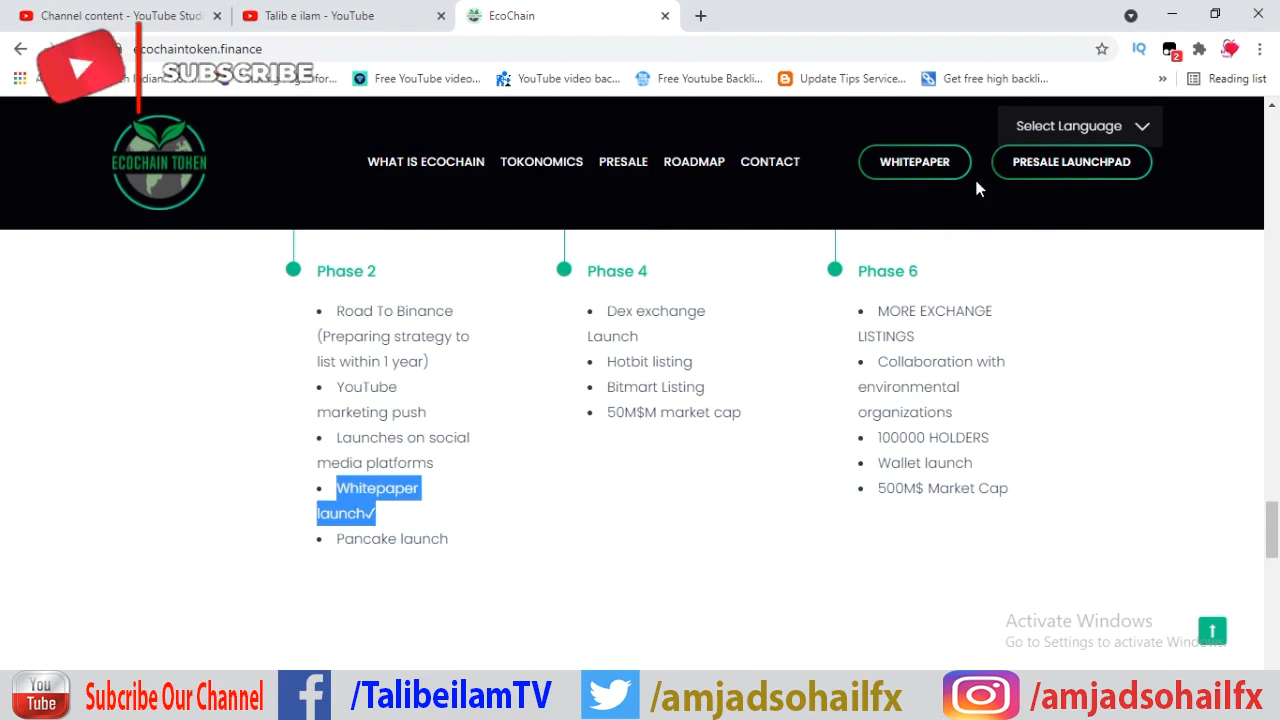 Channel content - YouTube Studi
Talib e ilam - YouTube
EcoChain
ecochaintoken.finance
SUBSCRIBE
Free YouTube video...
YouTube video bac...
Free Youtube Backli...
Update Tips Service...
Get free high backli...
»
Reading list
Select Language
ECOCHAIN TOKEN
WHAT IS ECOCHAIN
TOKONOMICS
PRESALE
ROADMAP
CONTACT
WHITEPAPER
PRESALE LAUNCHPAD
Phase 2
• Road To Binance
(Preparing strategy to
list within 1 year)
• YouTube
marketing push
• Launches on social
media platforms
• Whitepaper
launch✓
• Pancake launch
Phase 4
• Dex exchange
Launch
• Hotbit listing
• Bitmart Listing
• 50M$M market cap
Phase 6
• MORE EXCHANGE
LISTINGS
• Collaboration with
environmental
organizations
• 100000 HOLDERS
• Wallet launch
• 500M$ Market Cap
Activate Windows
Go to Settings to activate Windows.
You
Tube
Subcribe Our Channel
/TalibeilamTV
/amjadsohailfx
/amjadsohailfx